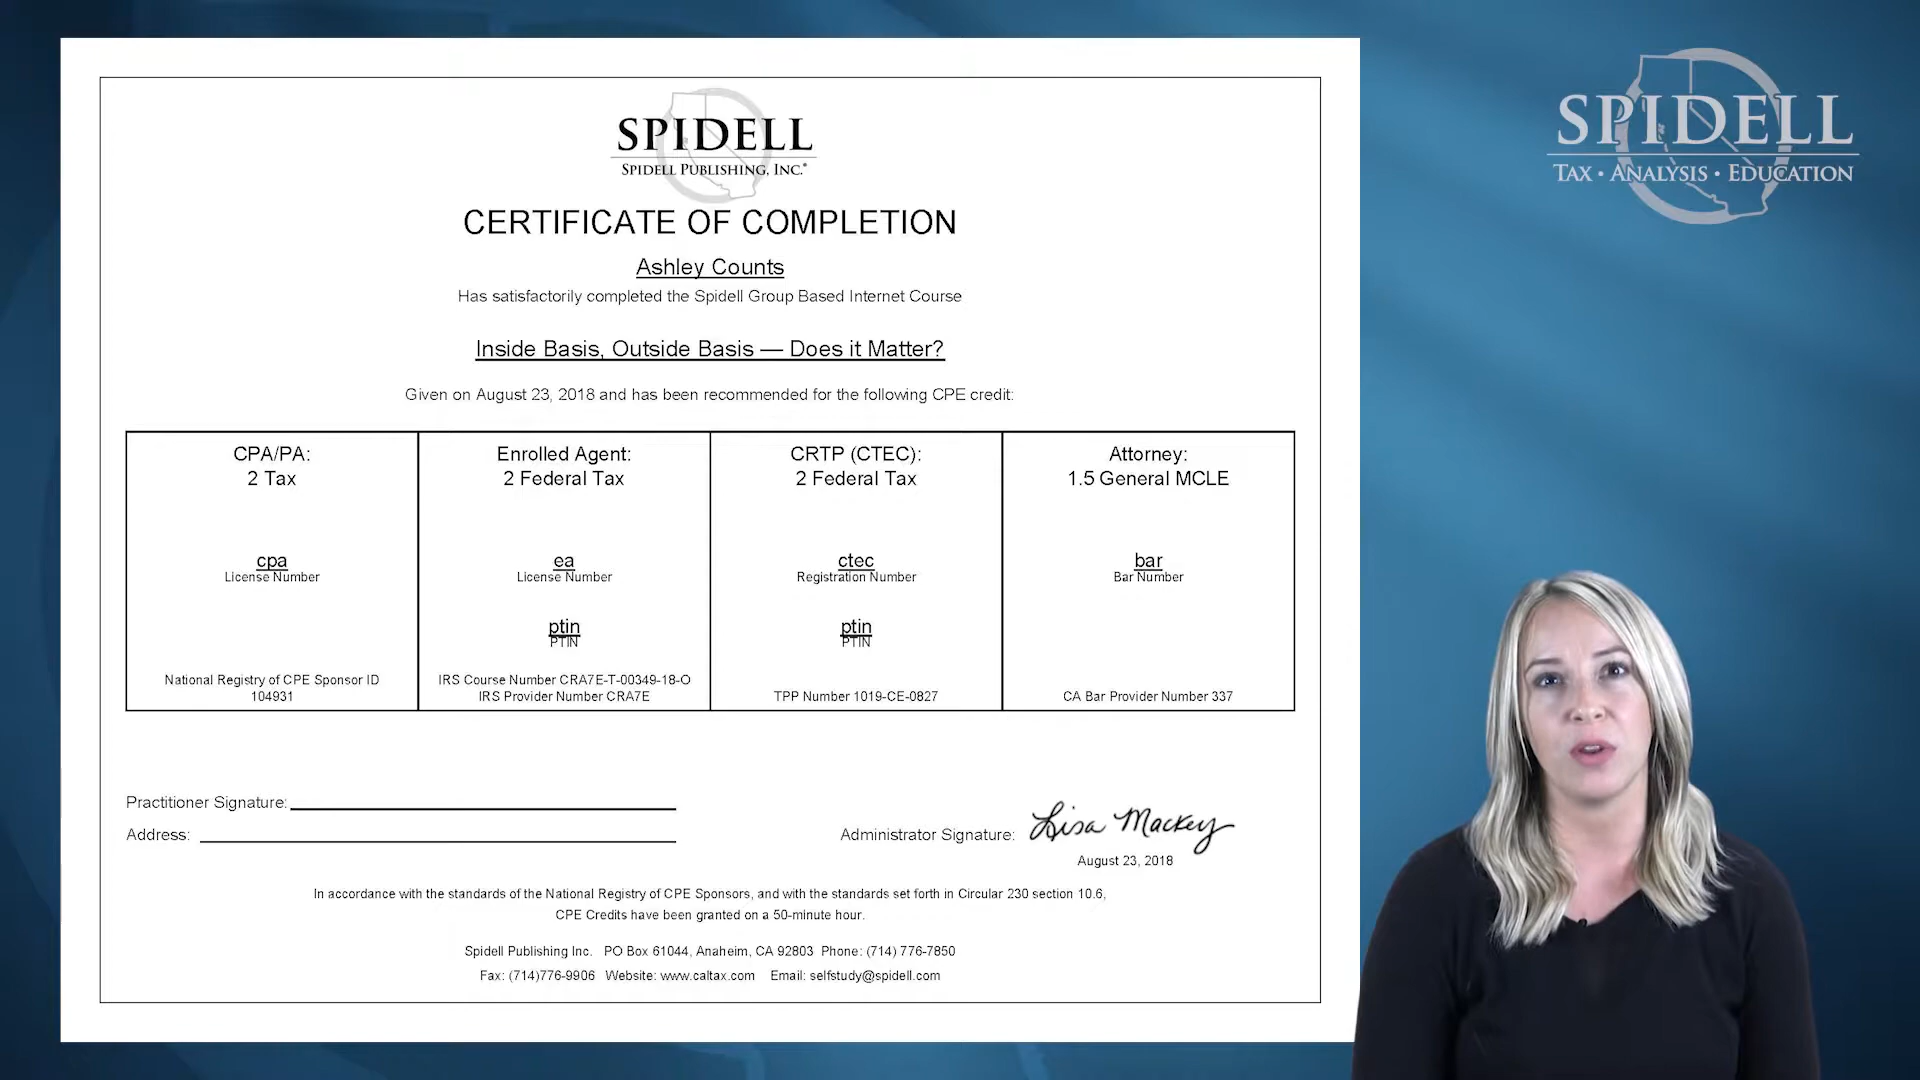 SPIDELL
SPIDELL PUBLISHING, INC.®
CERTIFICATE OF COMPLETION
Ashley Counts
Has satisfactorily completed the Spidell Group Based Internet Course
Inside Basis, Outside Basis — Does it Matter?
Given on August 23, 2018 and has been recommended for the following CPE credit:
CPA/PA:
2 Tax
cpa
License Number
National Registry of CPE Sponsor ID
104931
Enrolled Agent:
2 Federal Tax
ea
License Number
ptin
PTIN
IRS Course Number CRA7E-T-00349-18-O
IRS Provider Number CRA7E
CRTP (CTEC):
2 Federal Tax
ctec
Registration Number
ptin
PTIN
TPP Number 1019-CE-0827
Attorney:
1.5 General MCLE
bar
Bar Number
CA Bar Provider Number 337
Practitioner Signature:
Address:
Administrator Signature: Lisa Mackey
August 23, 2018
In accordance with the standards of the National Registry of CPE Sponsors, and with the standards set forth in Circular 230 section 10.6,
CPE Credits have been granted on a 50-minute hour.
Spidell Publishing Inc. PO Box 61044, Anaheim, CA 92803 Phone: (714) 776-7850
Fax: (714)776-9906 Website: www.caltax.com Email: selfstudy@spidell.com
SPIDELL
TAX • ANALYSIS • EDUCATION